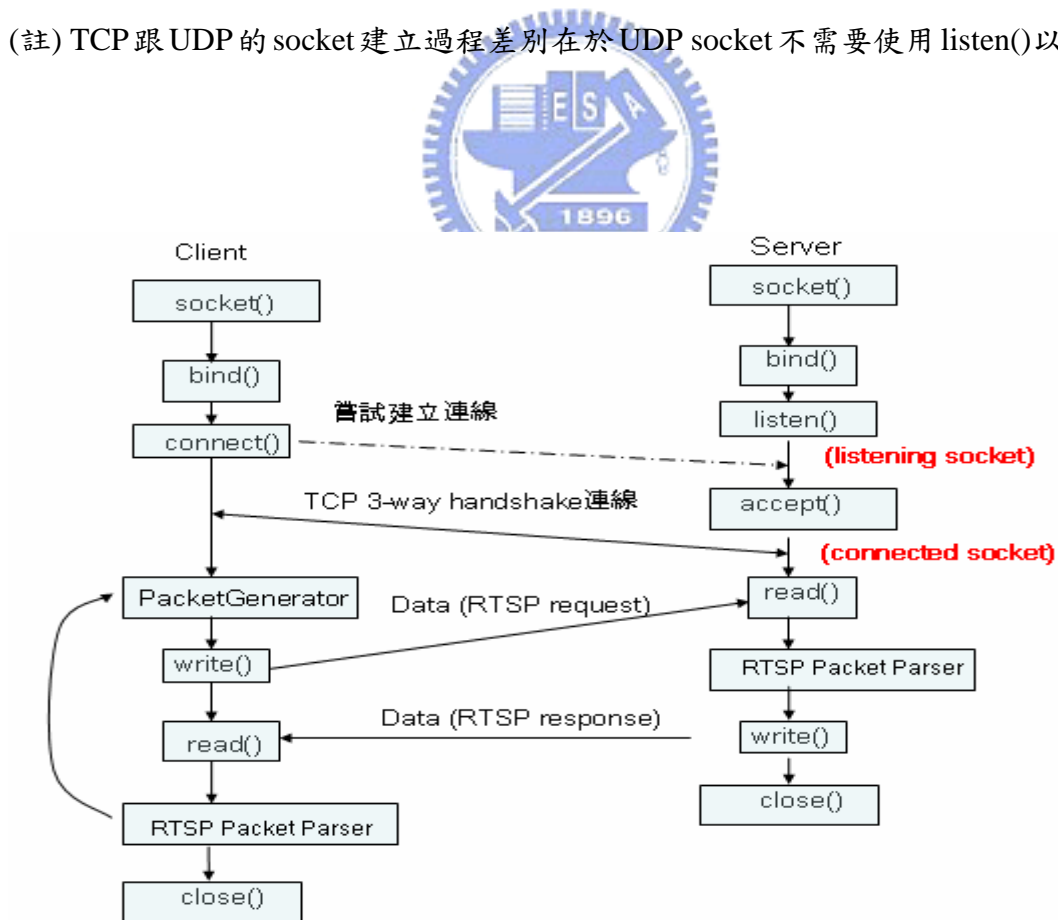 (註) TCP跟UDP的socket建立過程差別在於UDP socket不需要使用listen()以
ESA
1896
Client
Server
socket()
socket()
bind()
bind()
嘗試建立連線
listen()
connect()
(listening socket)
TCP 3-way handshake連線
accept()
(connected socket)
PacketGenerator
Data (RTSP request)
read()
write()
RTSP Packet Parser
Data (RTSP response)
read()
write()
close()
RTSP Packet Parser
close()